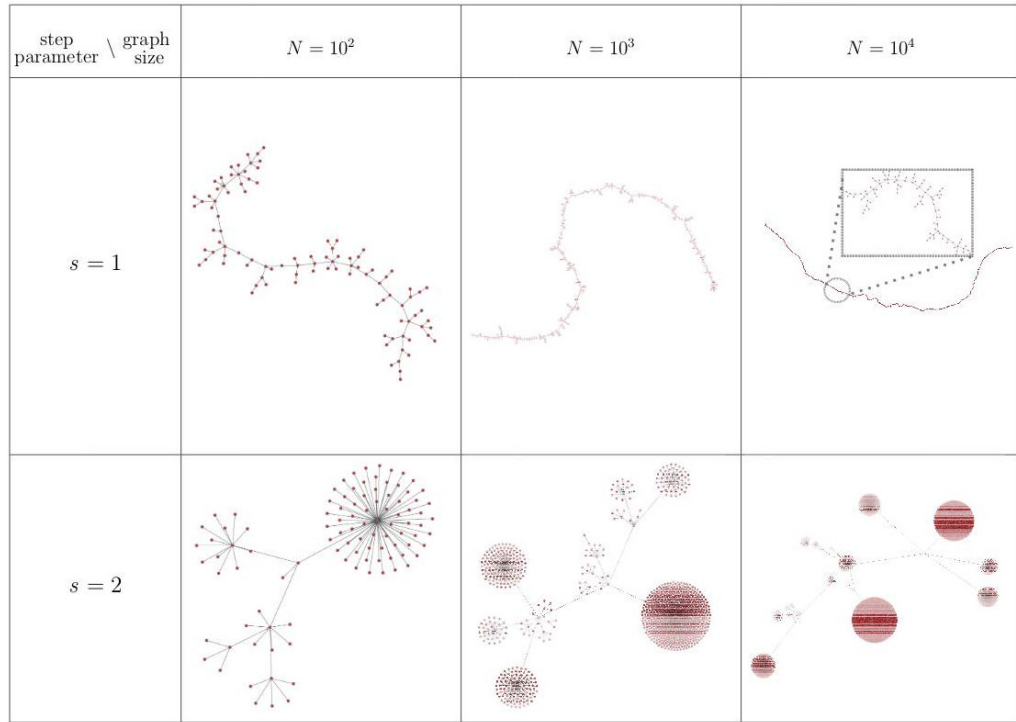 step parameter \ graph size
$N = 10^2$
$N = 10^3$
$N = 10^4$
$s = 1$
$s = 2$